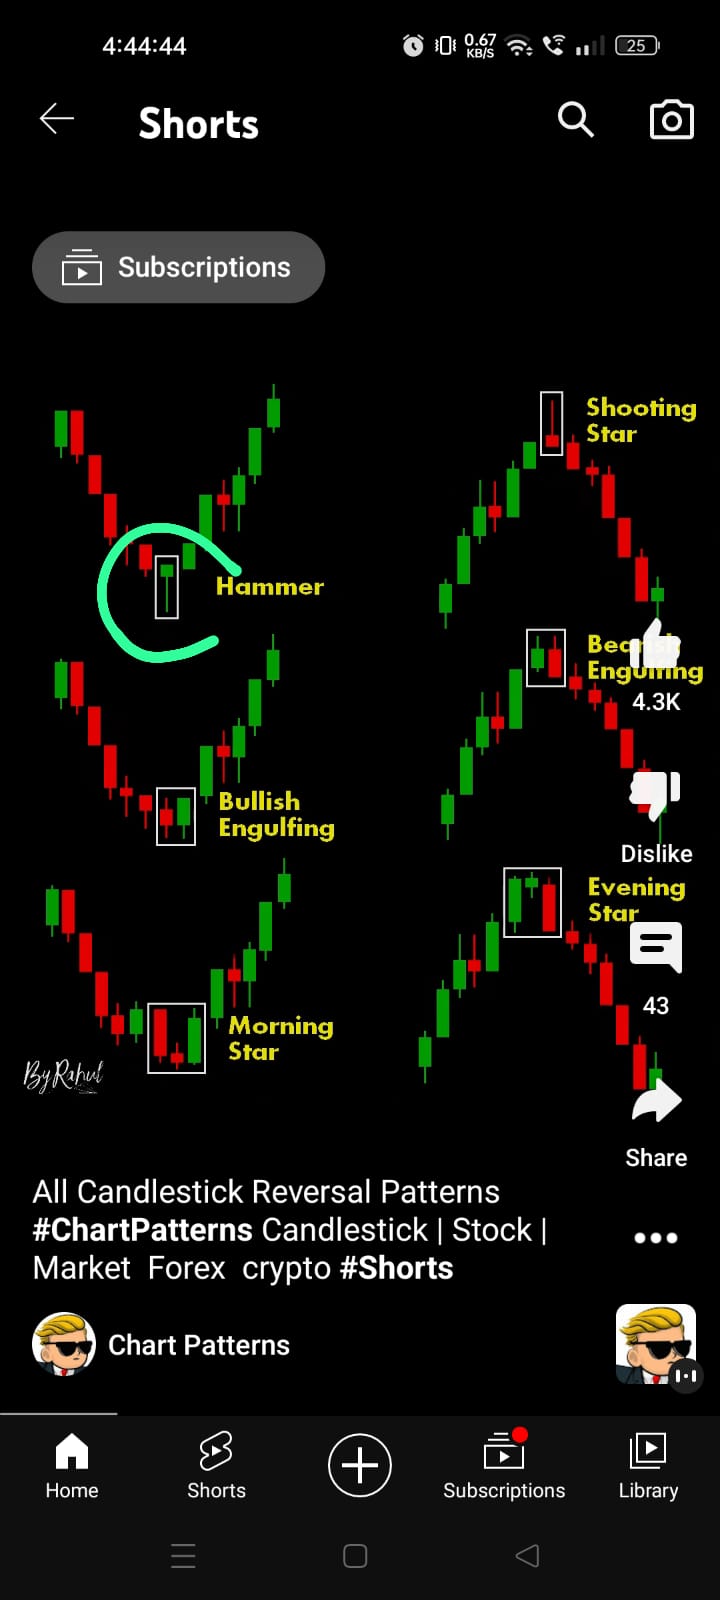 4:44:44
0.67
KB/S
25
Shorts
Subscriptions
Shooting
Star
Hammer
Bearish
Engulfing
4.3K
Bullish
Engulfing
Dislike
Evening
Star
43
Morning
Star
By Rahul
Share
All Candlestick Reversal Patterns
#ChartPatterns Candlestick | Stock |
Market Forex crypto #Shorts
Chart Patterns
Home
Shorts
Subscriptions
Library